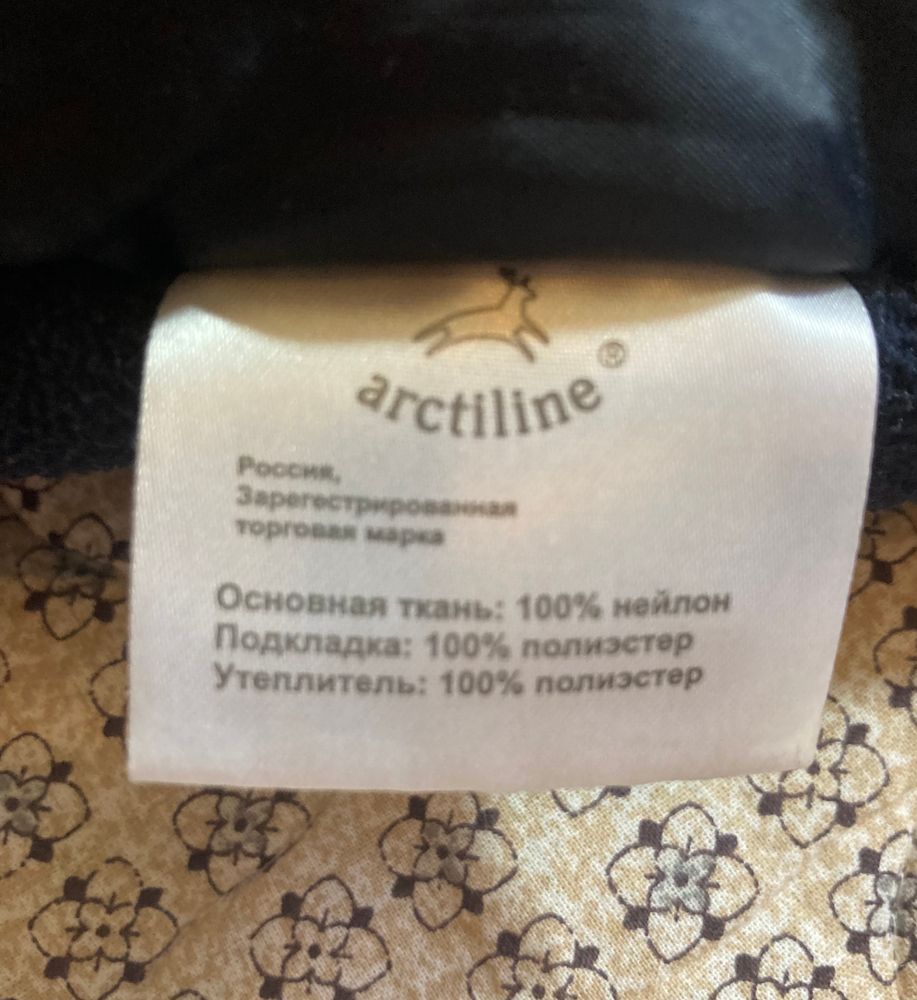 arctiline ®
Россия,
Зарегестрированная
торговая марка
Основная ткань: 100% нейлон
Подкладка: 100% полиэстер
Утеплитель: 100% полиэстер